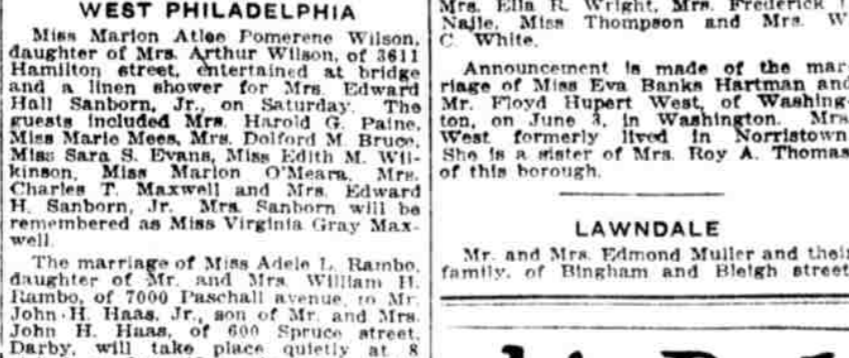 WEST PHILADELPHIA
Miss Marion Atlee Pomerene Wilson,
daughter of Mrs. Arthur Wilson, of 3611
Hamilton street, entertained at bridge
and a linen shower for Mrs. Edward
Hall Sanborn, Jr., on Saturday. The
guests included Mrs. Harold G. Paine,
Miss Marie Mees, Mrs. Dolford M. Bruce,
Miss Sara S. Evans, Miss Edith M. Wil-
kinson, Miss Marion O'Meara, Mrs.
Charles T. Maxwell and Mrs. Edward
H. Sanborn, Jr. Mrs. Sanborn will be
remembered as Miss Virginia Gray Max-
well.
The marriage of Miss Adele L. Rambo,
daughter of Mr. and Mrs. William H.
Rambo, of 7000 Paschall avenue, to Mr.
John H. Haas, Jr., son of Mr. and Mrs.
John H. Haas, of 600 Spruce street,
Darby, will take place quietly at 8
Mrs. Ella R. Wright, Mrs. Frederick
Najle, Miss Thompson and Mrs. W
C. White.
Announcement is made of the mar-
riage of Miss Eva Banks Hartman and
Mr. Floyd Hupert West, of Washing-
ton, on June 3, in Washington. Mrs
West formerly lived in Norristown
She is a sister of Mrs. Roy A. Thomas
of this borough.
LAWNDALE
Mr. and Mrs. Edmond Muller and their
family, of Bingham and Bleigh street